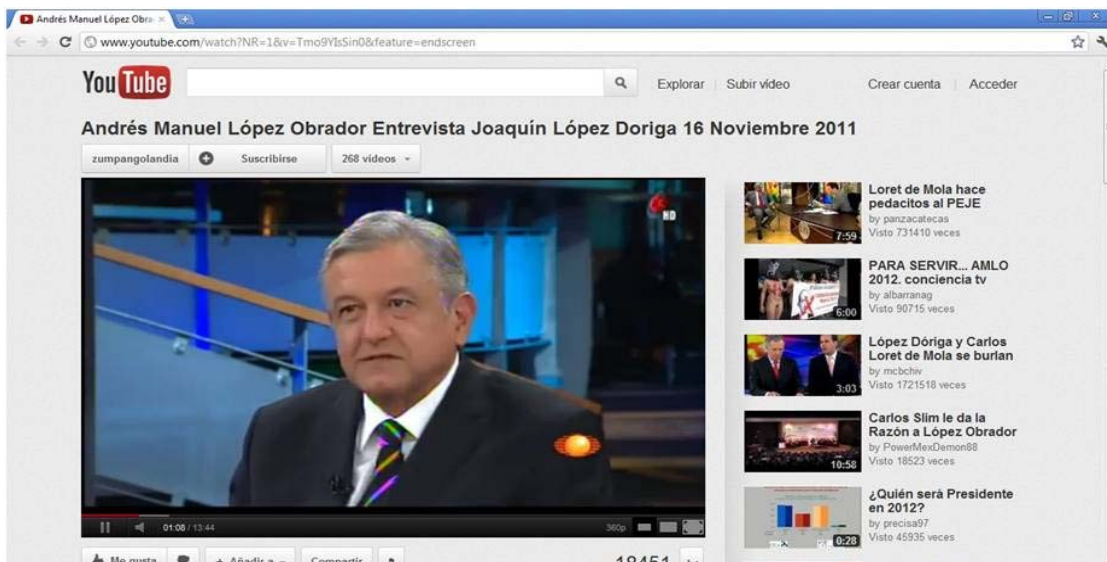 Andrés Manuel López Obra
www.youtube.com/watch?NR=1&v=Tmo9YIsSin0&feature=endscreen
YouTube
Explorar
Subir vídeo
Crear cuenta
Acceder
Andrés Manuel López Obrador Entrevista Joaquín López Doriga 16 Noviembre 2011
zumpangolandia
Suscribirse
268 vídeos
HD
01:08 / 13:44
360p
Me gusta
+ Añadir a
Compartir
18451
7:59
Loret de Mola hace
pedacitos al PEJE
by panzacatecas
Visto 731410 veces
6:00
PARA SERVIR... AMLO
2012. conciencia tv
by albarranag
Visto 90715 veces
3:03
López Dóriga y Carlos
Loret de Mola se burlan
by mcbchiv
Visto 1721518 veces
10:58
Carlos Slim le da la
Razón a López Obrador
by PowerMexDemon88
Visto 18523 veces
0:28
¿Quién será Presidente
en 2012?
by precisa97
Visto 45935 veces